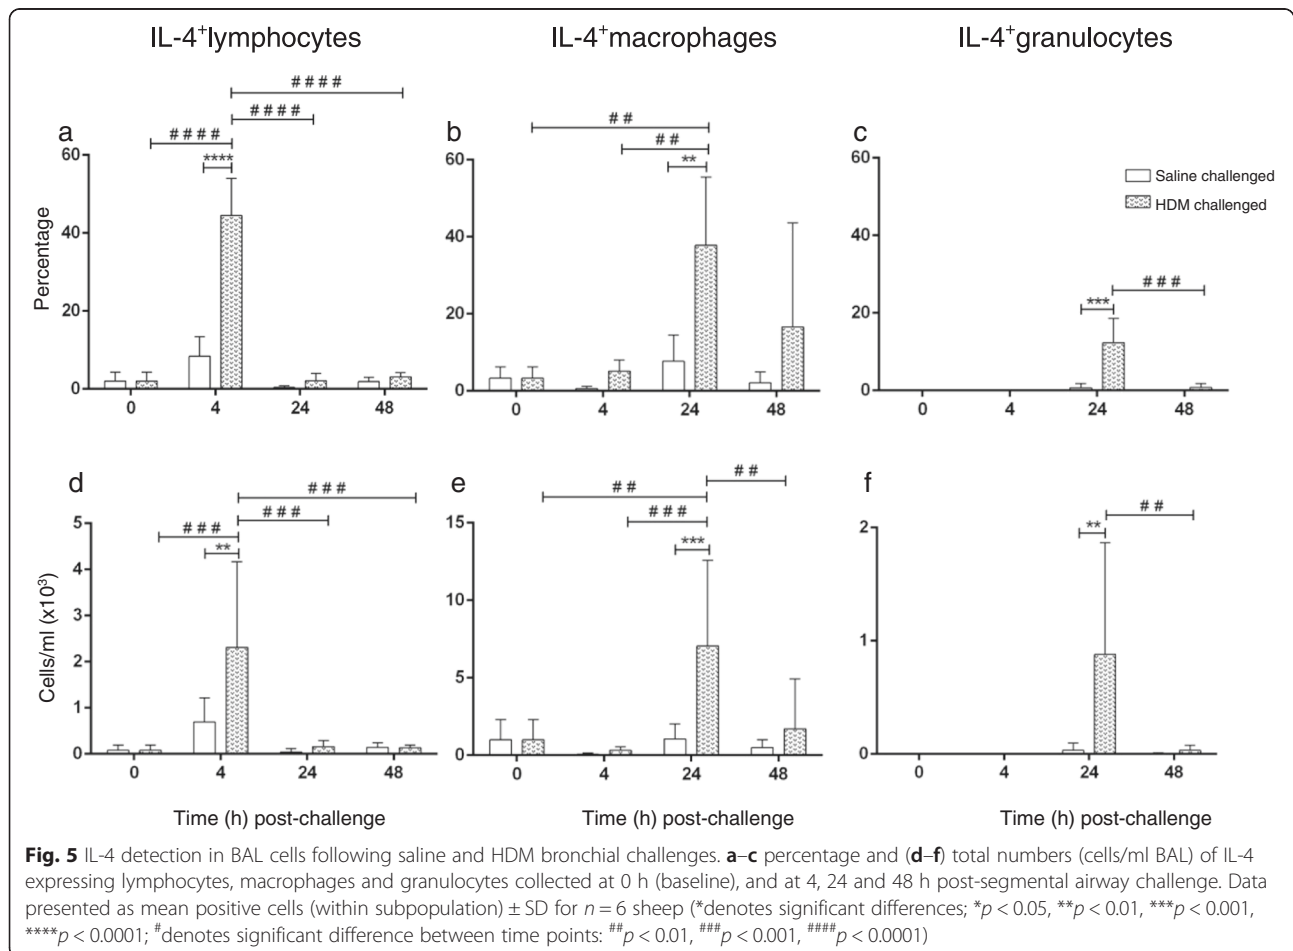 IL-4+lymphocytes
IL-4+macrophages
IL-4+granulocytes
a
Percentage
60
40
20
0
0 4 24 48
####
****
####
####
b
60
40
20
0
0 4 24 48
##
##
**
c
60
40
20
0
0 4 24 48
***
###
Saline challenged
HDM challenged
d
Cells/ml (x10³)
5
4
3
2
1
0
0 4 24 48
###
###
###
**
e
15
10
5
0
0 4 24 48
##
##
###
***
f
2
1
0
0 4 24 48
**
##
Time (h) post-challenge
Time (h) post-challenge
Fig. 5 IL-4 detection in BAL cells following saline and HDM bronchial challenges. a–c percentage and (d–f) total numbers (cells/ml BAL) of IL-4
expressing lymphocytes, macrophages and granulocytes collected at 0 h (baseline), and at 4, 24 and 48 h post-segmental airway challenge. Data
presented as mean positive cells (within subpopulation) ± SD for n = 6 sheep (*denotes significant differences; *p < 0.05, **p < 0.01, ***p < 0.001,
****p < 0.0001; #denotes significant difference between time points: ##p < 0.01, ###p < 0.001, ####p < 0.0001)